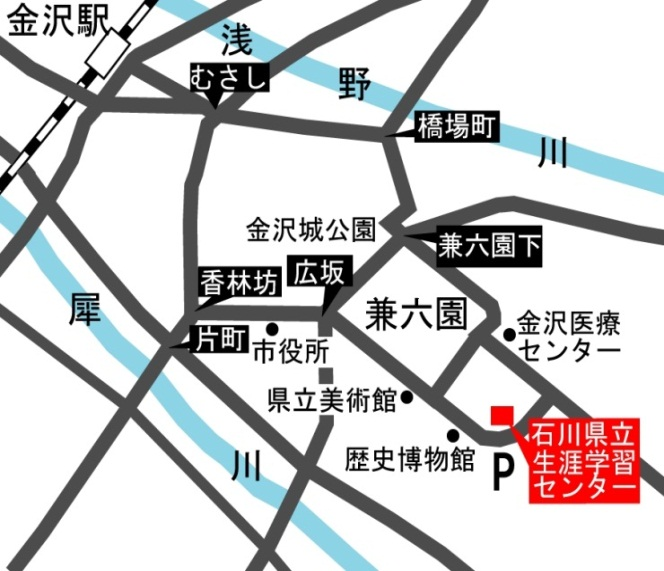 金沢駅
浅
野
川
むさし
橋場町
金沢城公園
兼六園下
香林坊
広坂
兼六園
金沢医療
センター
犀
川
片町
市役所
県立美術館
歴史博物館
P
石川県立
生涯学習
センター